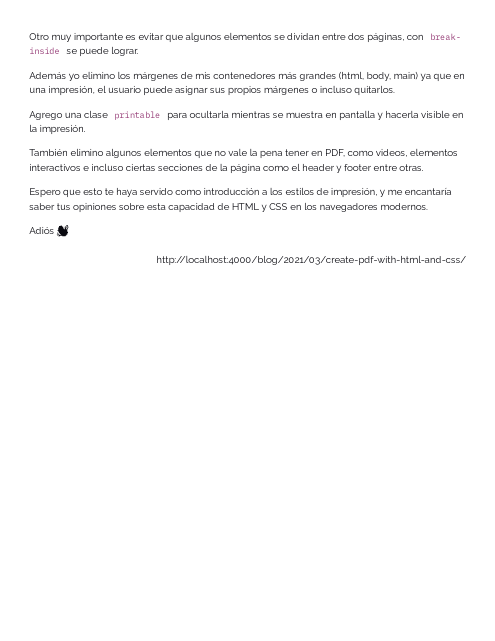 Otro muy importante es evitar que algunos elementos se dividan entre dos páginas, con break-
inside se puede lograr.
Además yo elimino los márgenes de mis contenedores más grandes (html, body, main) ya que en
una impresión, el usuario puede asignar sus propios márgenes o incluso quitarlos.
Agrego una clase printable para ocultarla mientras se muestra en pantalla y hacerla visible en
la impresión.
También elimino algunos elementos que no vale la pena tener en PDF, como videos, elementos
interactivos e incluso ciertas secciones de la página como el header y footer entre otras.
Espero que esto te haya servido como introducción a los estilos de impresión, y me encantaría
saber tus opiniones sobre esta capacidad de HTML y CSS en los navegadores modernos.
Adiós 👋
http://localhost:4000/blog/2021/03/create-pdf-with-html-and-css/